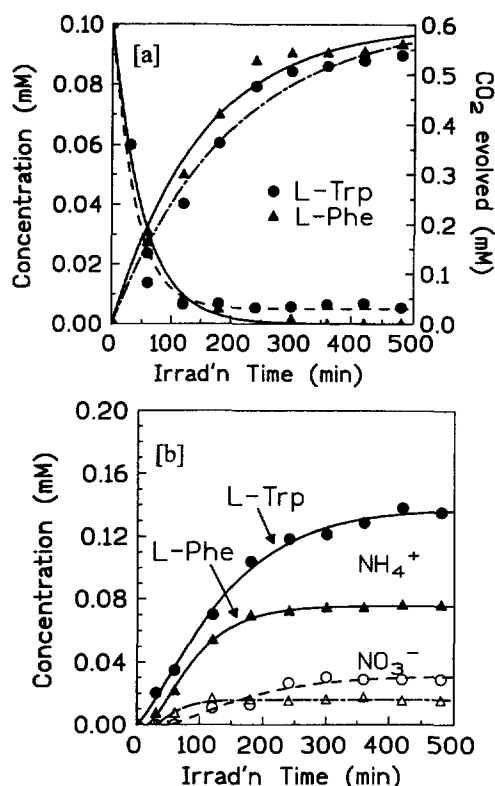 [a]
Concentration (mM)
0.10
0.08
0.06
0.04
0.02
0.00
0.6
0.5
0.4
0.3
0.2
0.1
0.0
CO₂ evolved (mM)
● L-Trp
▲ L-Phe
0 100 200 300 400 500
Irrad'n Time (min)
[b]
Concentration (mM)
0.20
0.16
0.12
0.08
0.04
0.00
L-Trp
L-Phe
NH₄⁺
NO₃⁻
0 100 200 300 400 500
Irrad'n Time (min)